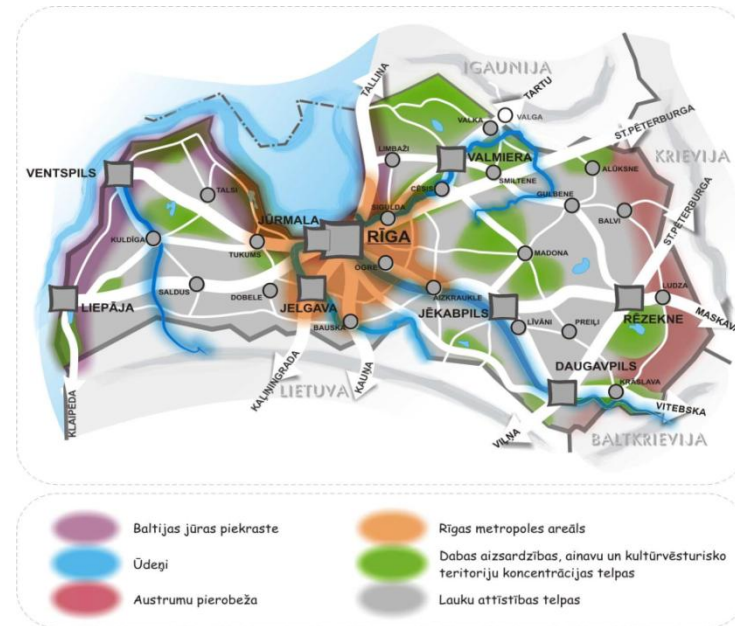 IGAUNIJA
TALLINA
TARTU
VALKA
VALGA
ST.PĒTERBURGA
KRIEVIJA
LIMBAŽI
VALMIERA
ALŪKSNE
VENTSPILS
CĒSIS
SMILTENE
TALSI
SIGULDA
GULBENE
BALVI
ST.PĒTERBURGA
JŪRMALA
RĪGA
KULDĪGA
TUKUMS
OGRE
MADONA
SALDUS
DOBELE
AIZKRAUKLE
LUDZA
LIEPĀJA
JELGAVA
JĒKABPILS
RĒZEKNE
MASKAVA
BAUSKA
LĪVĀNI
PREIĻI
DAUGAVPILS
KRĀSLAVA
KLAIPĒDA
KAĻIŅINGRADA
LIETUVA
KAUŅA
VIĻŅA
VITEBSKA
BALTKRIEVIJA
Baltijas jūras piekraste
Ūdeņi
Austrumu pierobeža
Rīgas metropoles areāls
Dabas aizsardzības, ainavu un kultūrvēsturisko
teritoriju koncentrācijas telpas
Lauku attīstības telpas